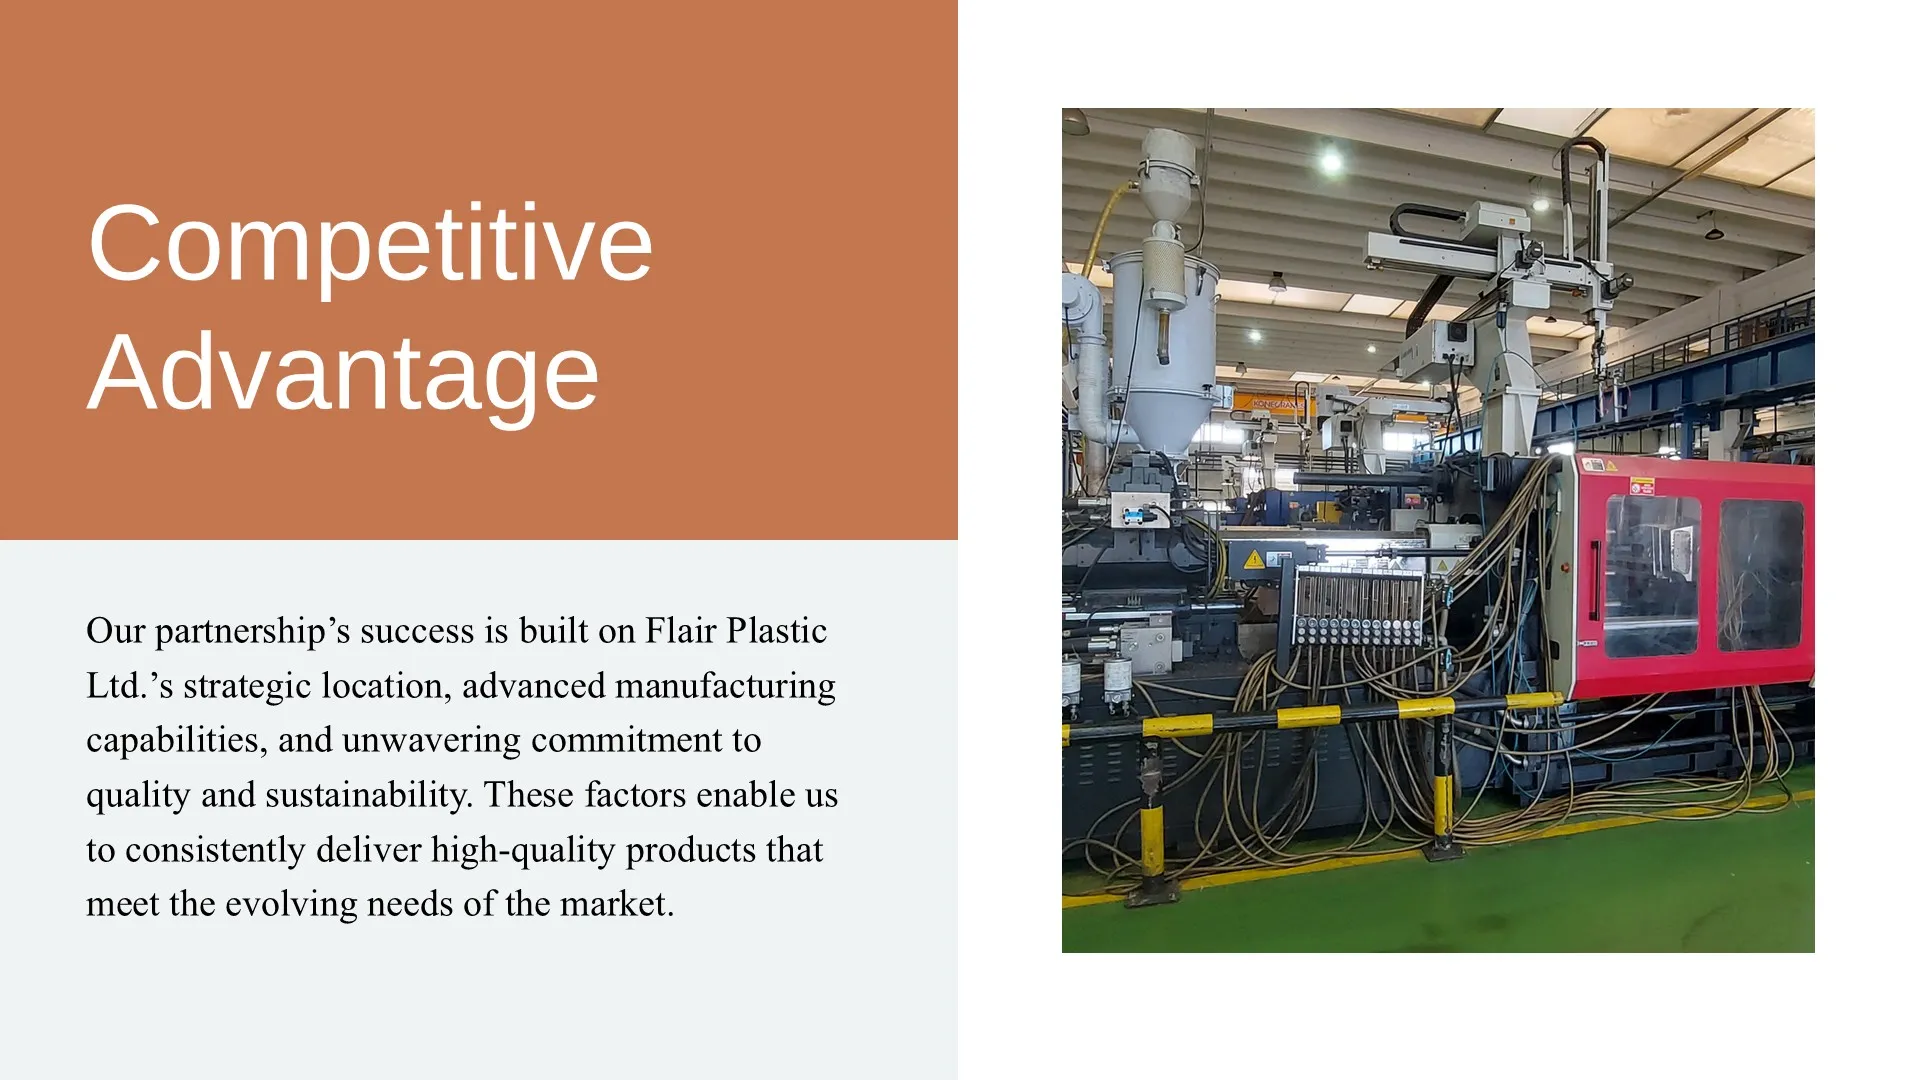 Competitive
Advantage
Our partnership’s success is built on Flair Plastic
Ltd.’s strategic location, advanced manufacturing
capabilities, and unwavering commitment to
quality and sustainability. These factors enable us
to consistently deliver high-quality products that
meet the evolving needs of the market.